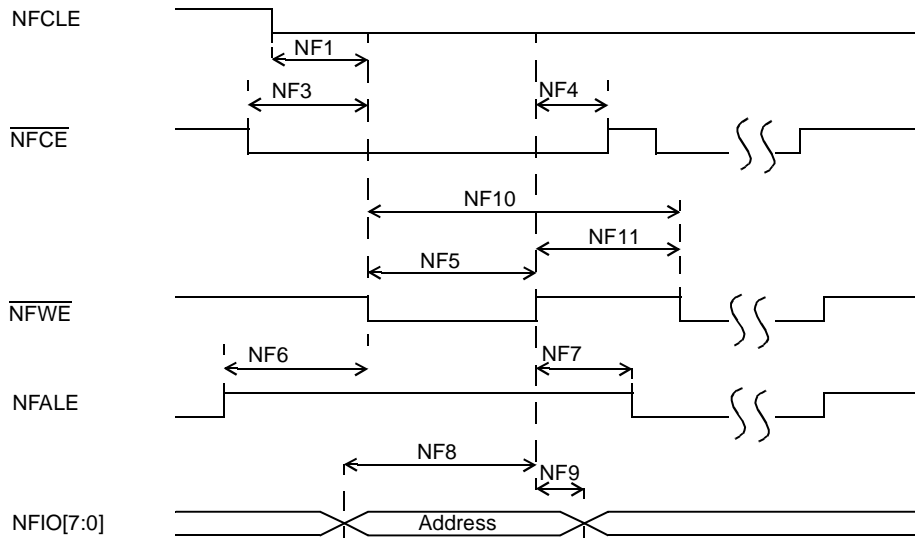 NFCLE
NF1
NF3
NF4
NFCE
NF10
NF11
NF5
NFWE
NF6
NF7
NFALE
NF8
NF9
NFIO[7:0]
Address